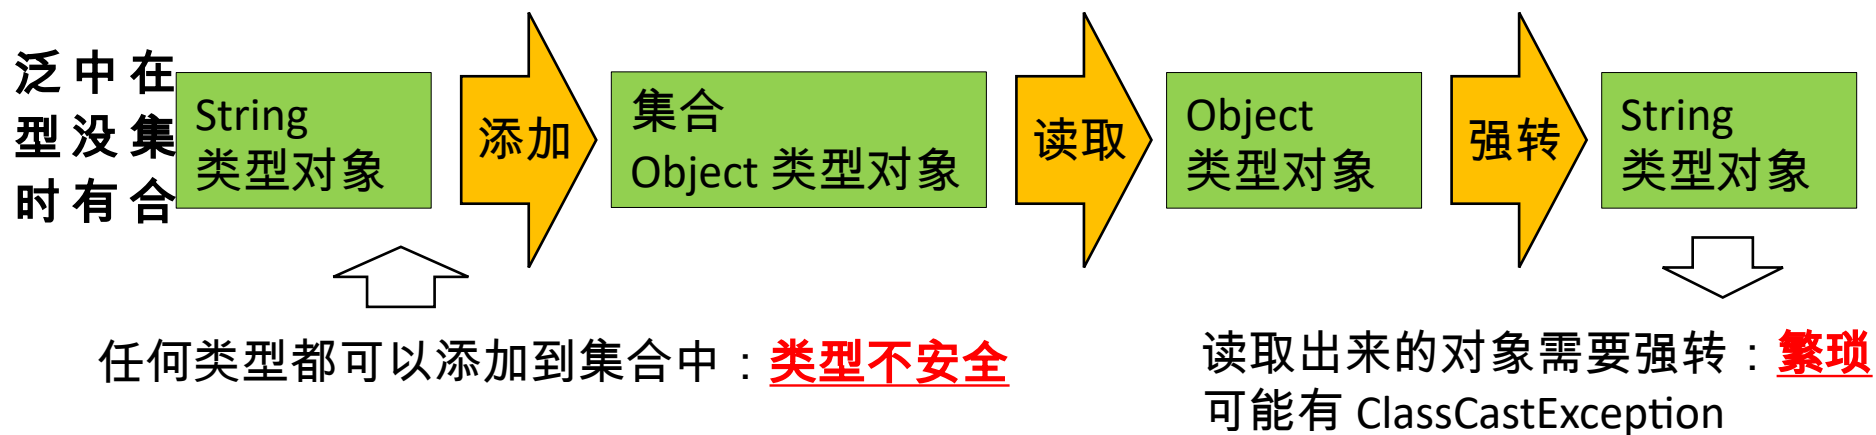 在集合
中没有
泛型时
String
类型对象
添加
集合
Object 类型对象
读取
Object
类型对象
强转
String
类型对象
任何类型都可以添加到集合中：类型不安全
读取出来的对象需要强转：繁琐
可能有 ClassCastException